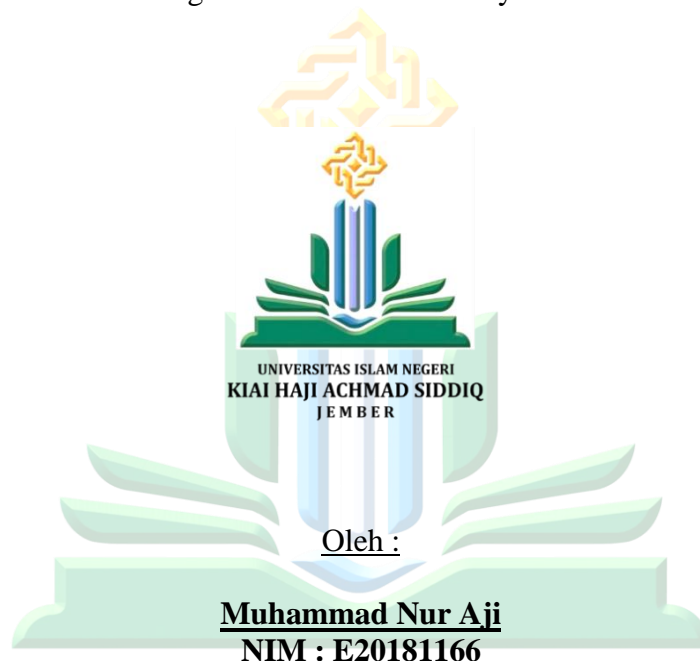 UNIVERSITAS ISLAM NEGERI
KIAI HAJI ACHMAD SIDDIQ
JEMBER
Oleh :
Muhammad Nur Aji
NIM : E20181166